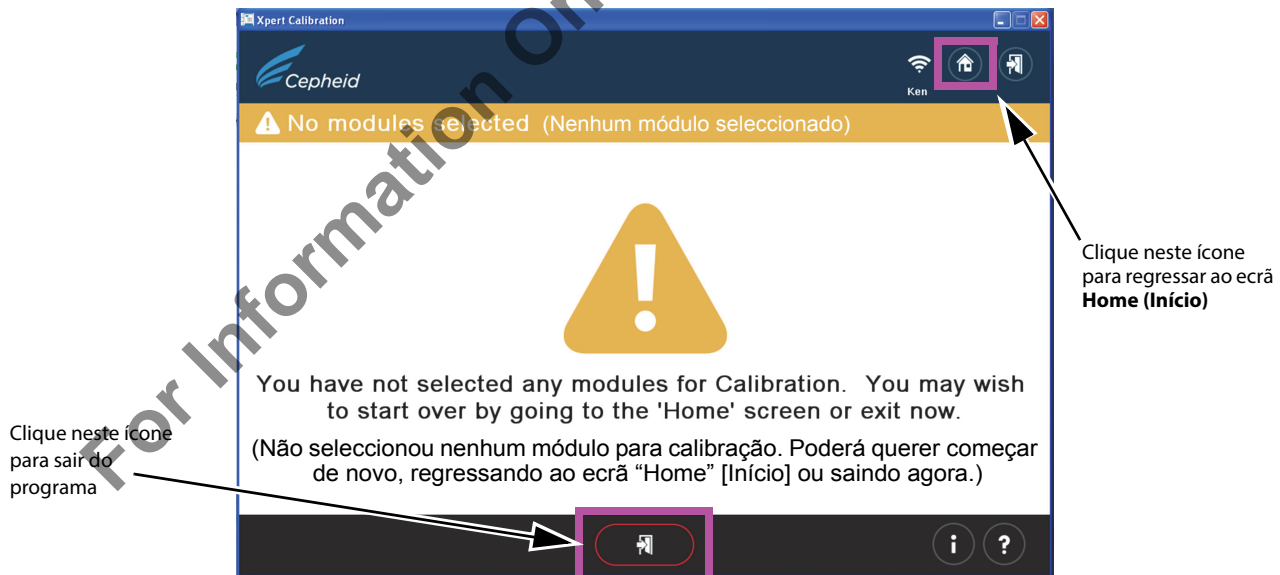 Xpert Calibration
Cepheid
Ken
No modules selected (Nenhum módulo seleccionado)
Clique neste ícone
para regressar ao ecrã
Home (Início)
You have not selected any modules for Calibration. You may wish
to start over by going to the 'Home' screen or exit now.
(Não seleccionou nenhum módulo para calibração. Poderá querer começar
de novo, regressando ao ecrã “Home” [Início] ou saindo agora.)
Clique neste ícone
para sair do
programa
i ?
For Information On